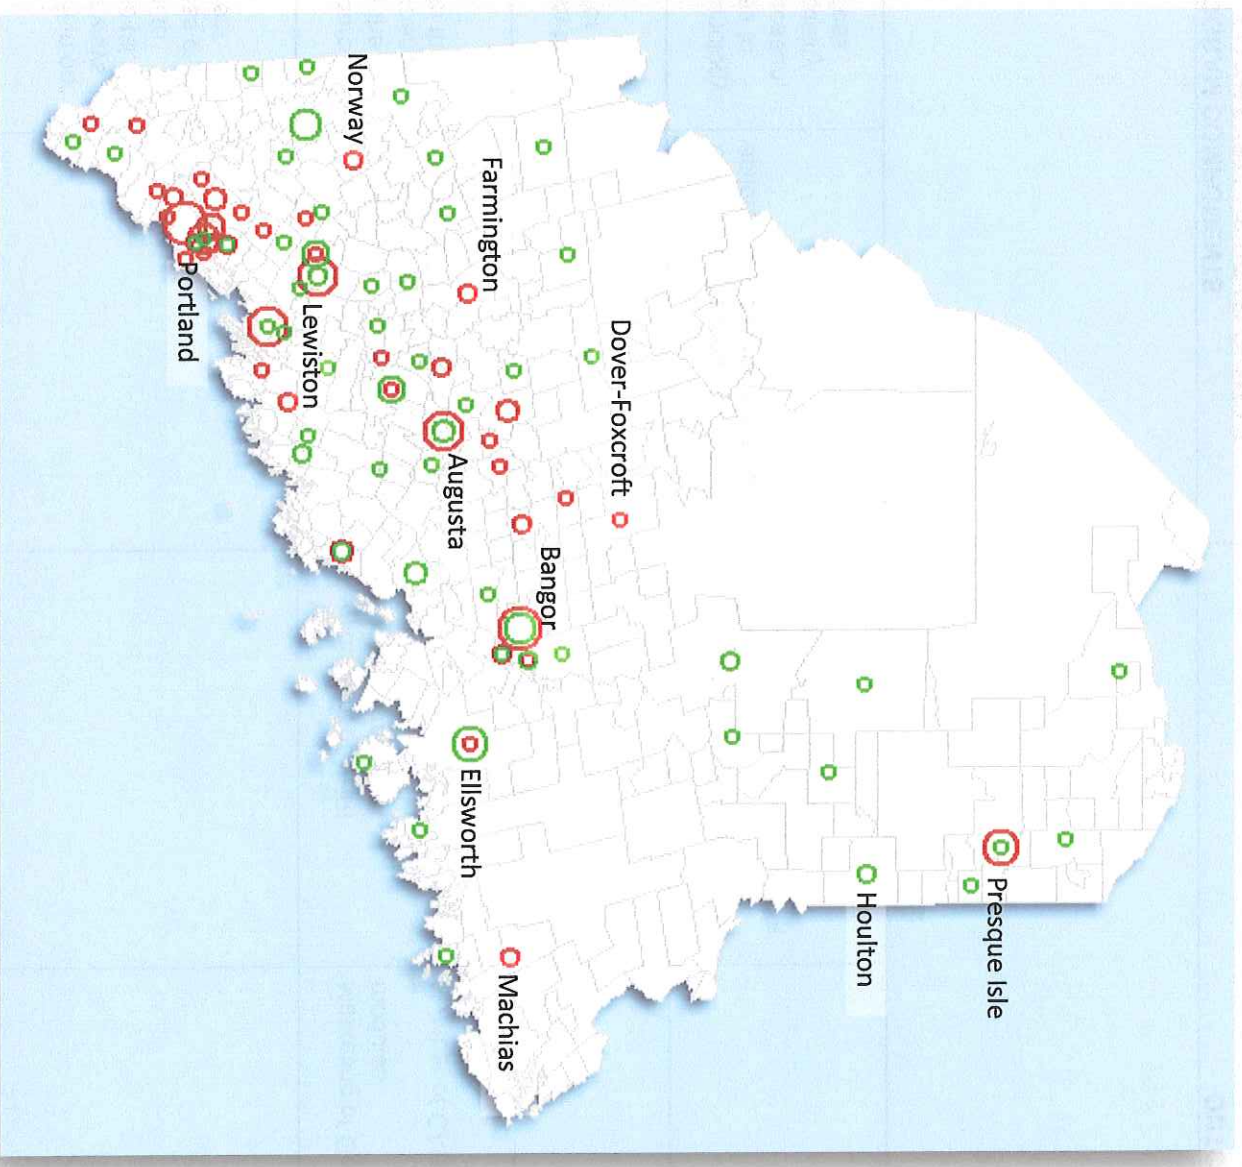 Presque Isle
Houlton
Dover-Foxcroft
Bangor
Farmington
Machias
Ellsworth
Augusta
Norway
Lewiston
Portland